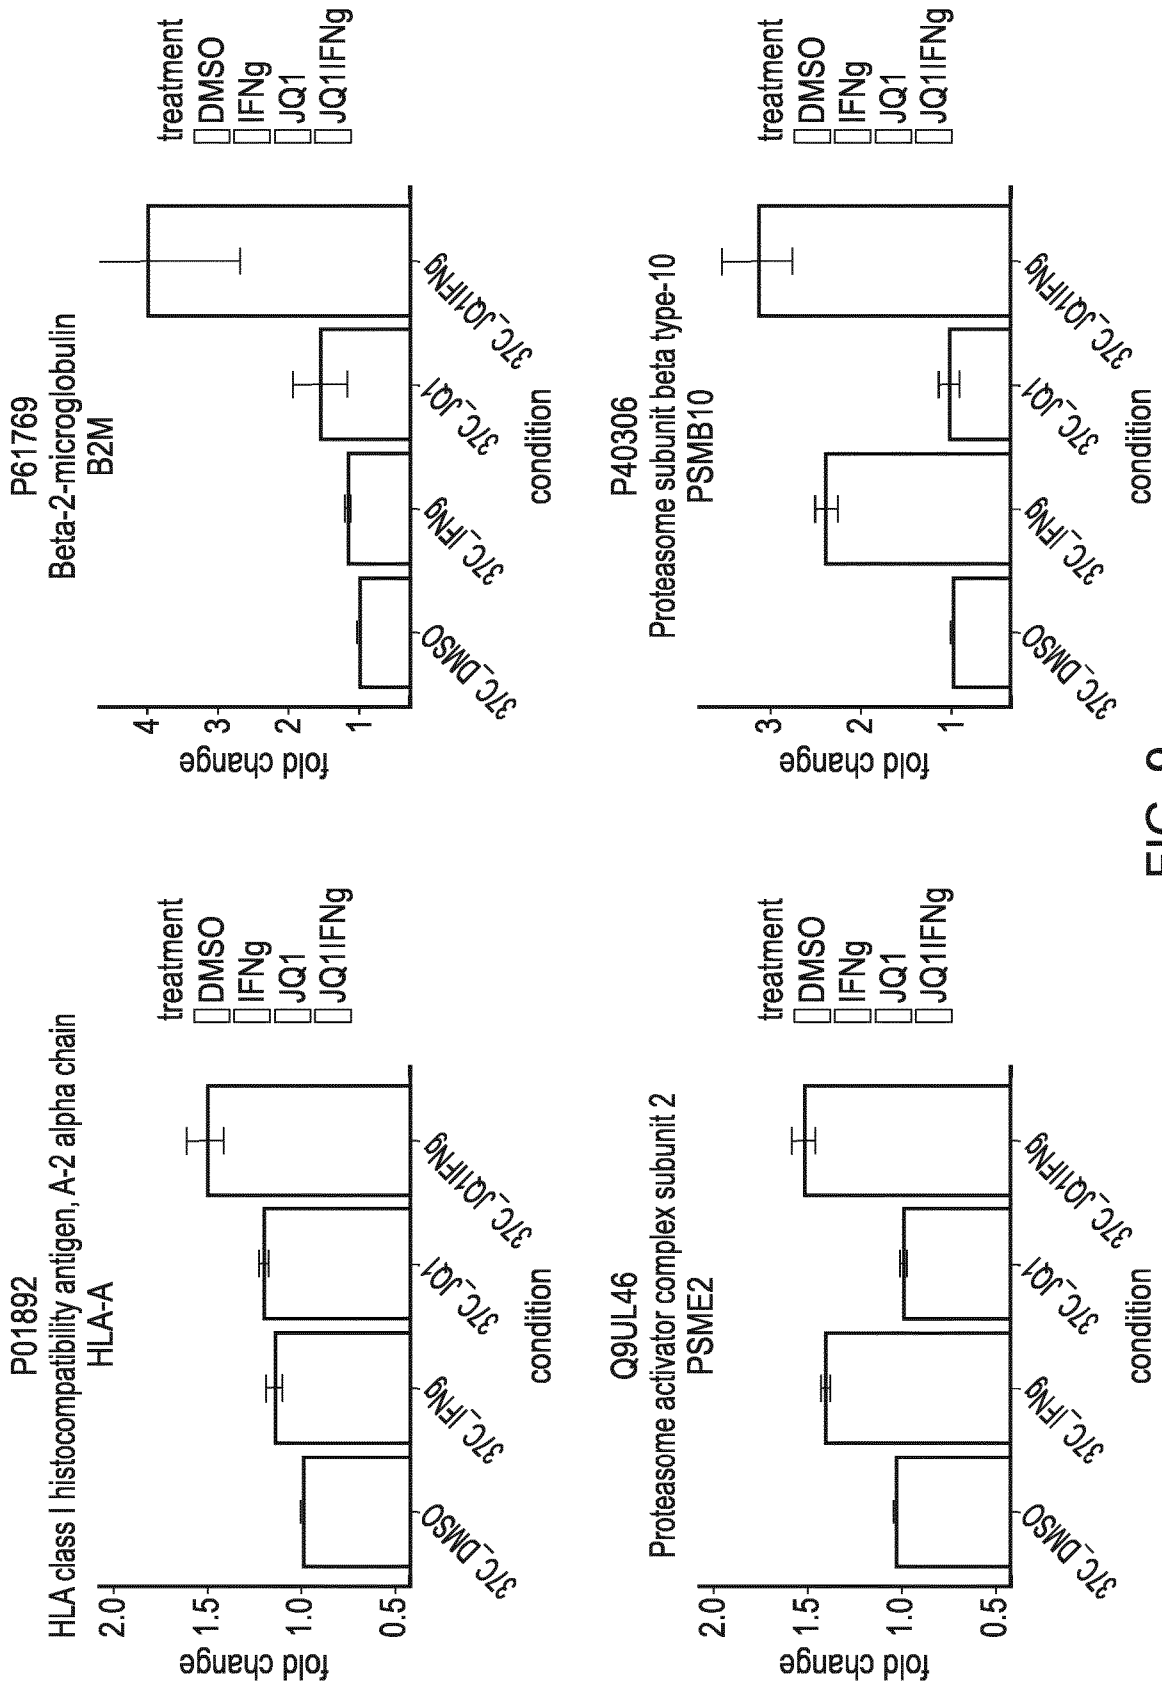 P01892
HLA class I histocompatibility antigen, A-2 alpha chain
HLA-A
fold change
2.0
1.5
1.0
0.5
37C_DMSO
37C_IFNg
37C_JQ1
37C_JQ1IFNg
condition
treatment
DMSO
IFNg
JQ1
JQ1IFNg
P61769
Beta-2-microglobulin
B2M
fold change
4
3
2
1
37C_DMSO
37C_IFNg
37C_JQ1
37C_JQ1IFNg
condition
treatment
DMSO
IFNg
JQ1
JQ1IFNg
Q9UL46
Proteasome activator complex subunit 2
PSME2
fold change
2.0
1.5
1.0
0.5
37C_DMSO
37C_IFNg
37C_JQ1
37C_JQ1IFNg
condition
treatment
DMSO
IFNg
JQ1
JQ1IFNg
P40306
Proteasome subunit beta type-10
PSMB10
fold change
3
2
1
37C_DMSO
37C_IFNg
37C_JQ1
37C_JQ1IFNg
condition
treatment
DMSO
IFNg
JQ1
JQ1IFNg
FIG.